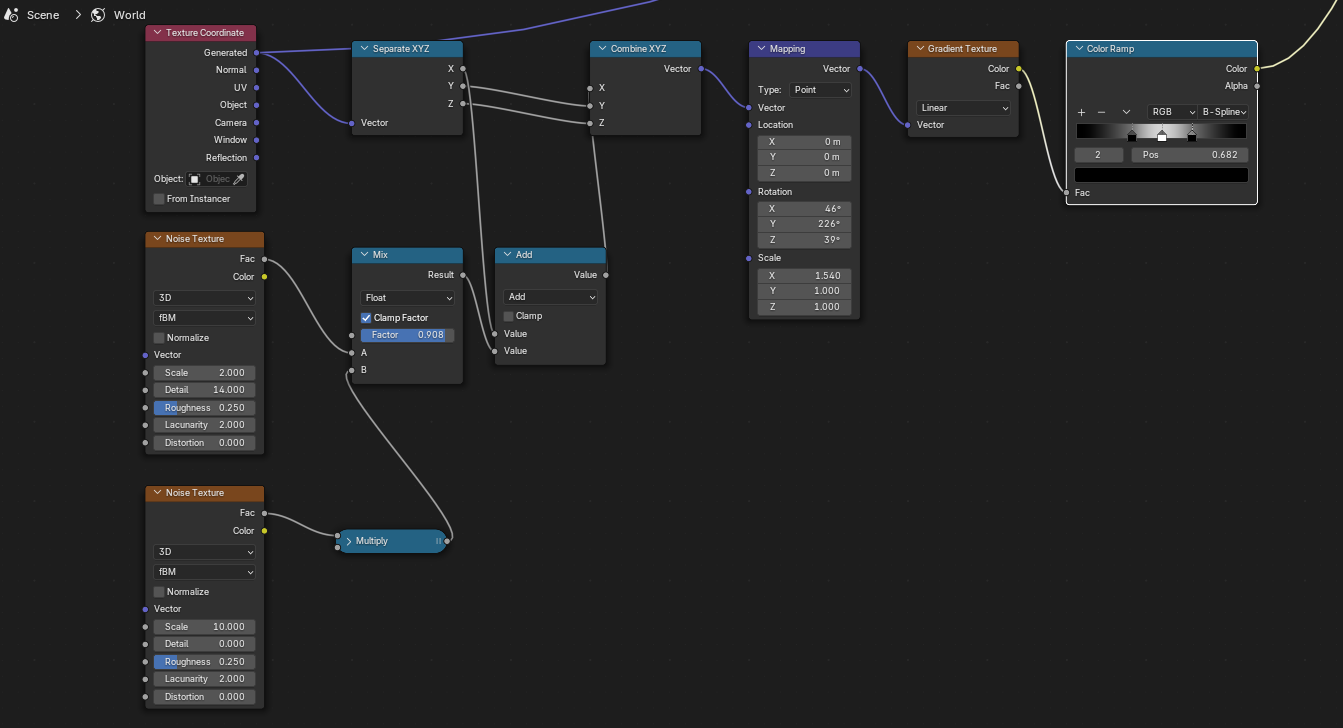 Scene > World
Texture Coordinate
Generated
Normal
UV
Object
Camera
Window
Reflection
Object: Objec
From Instancer
Separate XYZ
X
Y
Z
Vector
Combine XYZ
Vector
X
Y
Z
Mapping
Vector
Type: Point
Vector
Location
X 0 m
Y 0 m
Z 0 m
Rotation
X 46°
Y 226°
Z 39°
Scale
X 1.540
Y 1.000
Z 1.000
Gradient Texture
Color
Fac
Linear
Vector
Color Ramp
Color
Alpha
RGB B-Spline
2 Pos 0.682
Fac
Noise Texture
Fac
Color
3D
fBM
Normalize
Vector
Scale 2.000
Detail 14.000
Roughness 0.250
Lacunarity 2.000
Distortion 0.000
Mix
Result
Float
Clamp Factor
Factor 0.908
A
B
Add
Value
Add
Clamp
Value
Value
Noise Texture
Fac
Color
3D
fBM
Normalize
Vector
Scale 10.000
Detail 0.000
Roughness 0.250
Lacunarity 2.000
Distortion 0.000
Multiply